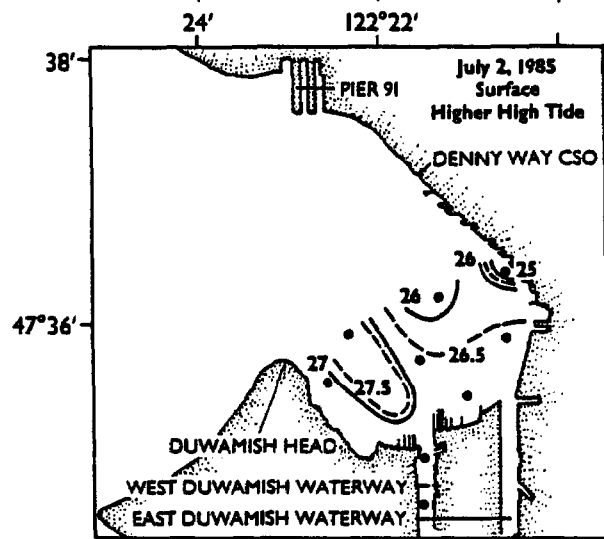 24' 122°22'
38'
July 2, 1985
Surface
Higher High Tide
PIER 91
DENNY WAY CSO
26 25
26
47°36'
26.5
27
27.5
DUWAMISH HEAD
WEST DUWAMISH WATERWAY
EAST DUWAMISH WATERWAY